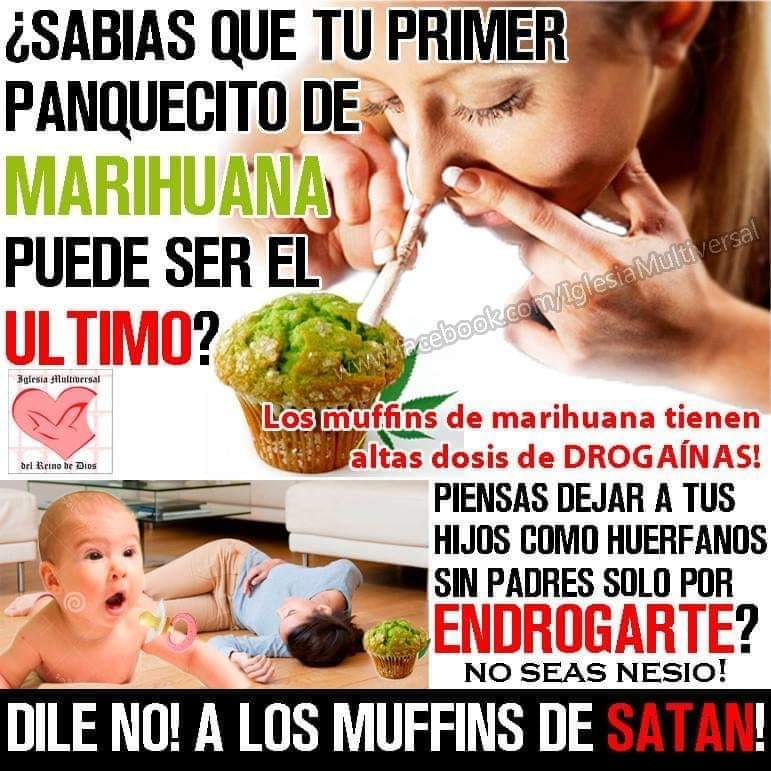 ¿SABIAS QUE TU PRIMER
PANQUECITO DE
MARIHUANA
PUEDE SER EL
ULTIMO?
www.facebook.com/IglesiaMultiversal
Iglesia Multiversal
del Reino de Dios
Los muffins de marihuana tienen
altas dosis de DROGAÍNAS!
PIENSAS DEJAR A TUS
HIJOS COMO HUERFANOS
SIN PADRES SOLO POR
ENDROGARTE?
NO SEAS NESIO!
DILE NO! A LOS MUFFINS DE SATAN!